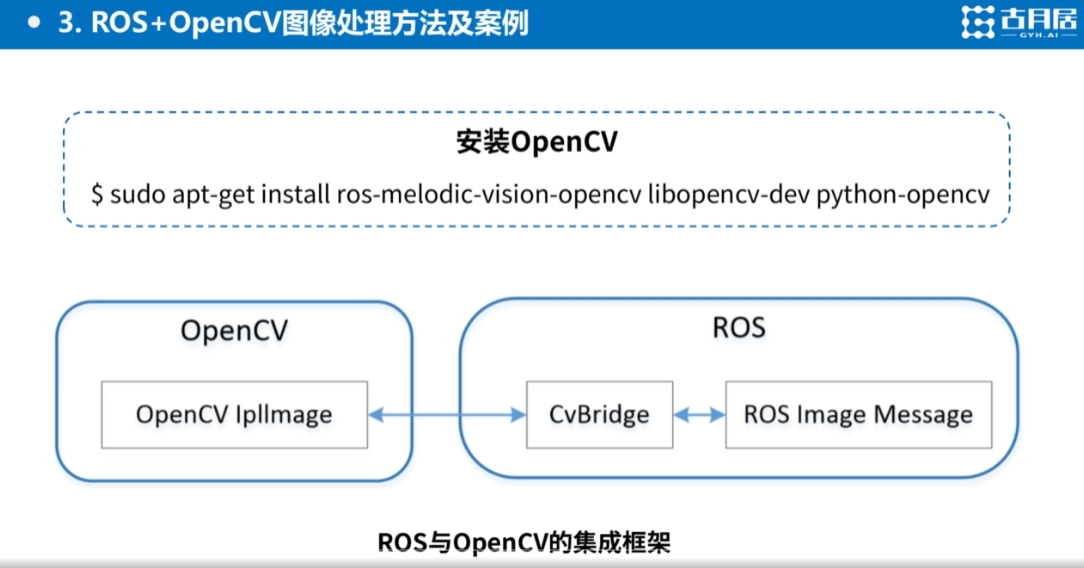 • 3. ROS+OpenCV图像处理方法及案例
古月居
GYH.AI
安装OpenCV
$ sudo apt-get install ros-melodic-vision-opencv libopencv-dev python-opencv
OpenCV
ROS
OpenCV IplImage
CvBridge
ROS Image Message
ROS与OpenCV的集成框架